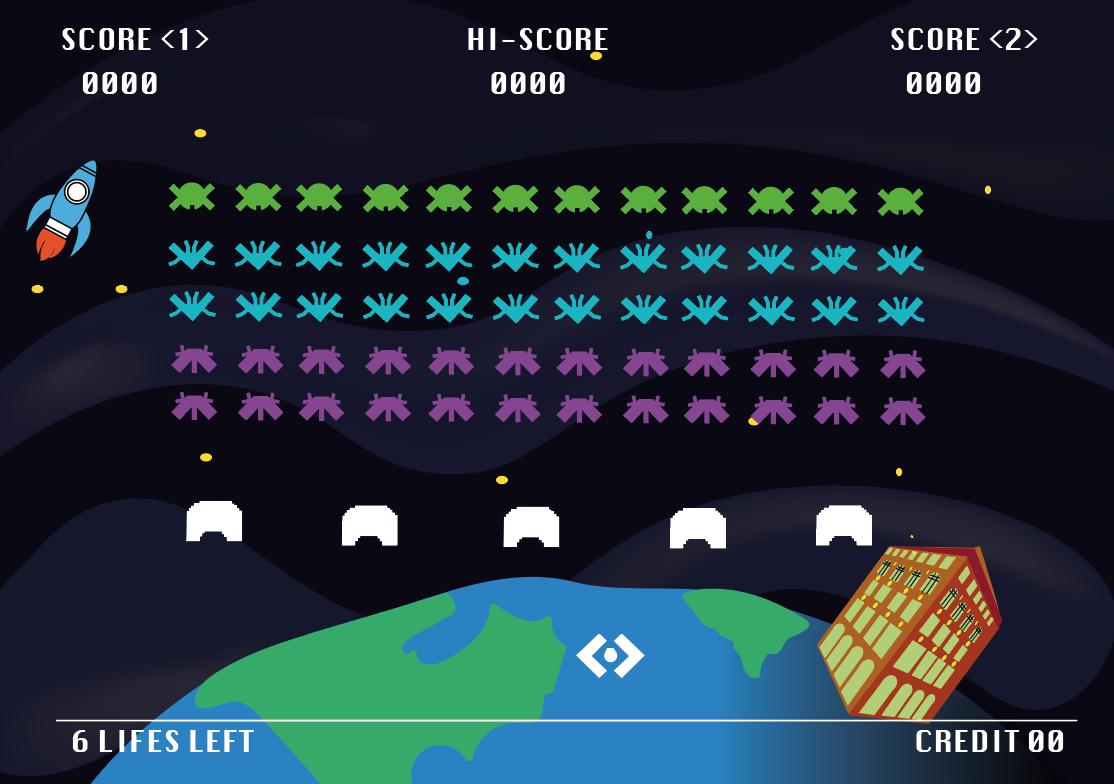 SCORE <1> HI-SCORE SCORE <2>
0000 0000 0000
6 LIFES LEFT CREDIT 00